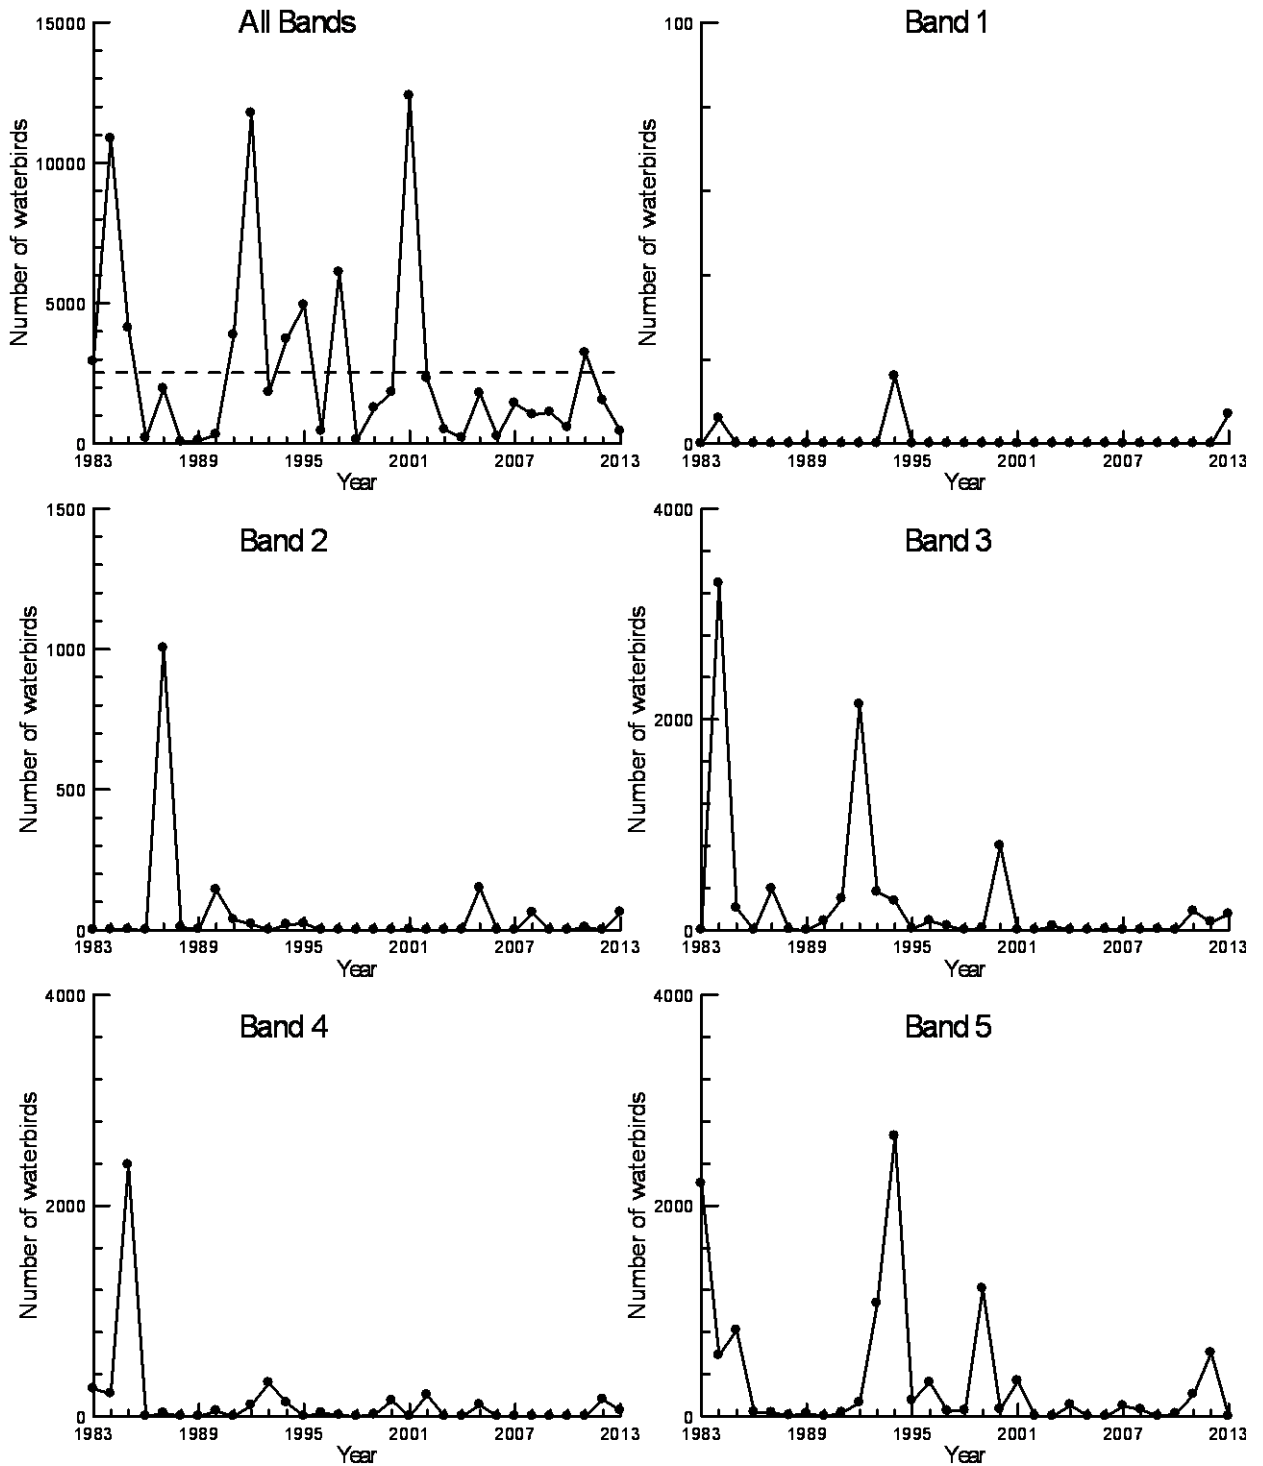 All Bands
15000
10000
5000
0
Number of waterbirds
1983 1989 1995 2001 2007 2013
Year
Band 1
100
0
Number of waterbirds
1983 1989 1995 2001 2007 2013
Year
Band 2
1500
1000
500
0
Number of waterbirds
1983 1989 1995 2001 2007 2013
Year
Band 3
4000
2000
0
Number of waterbirds
1983 1989 1995 2001 2007 2013
Year
Band 4
4000
2000
0
Number of waterbirds
1983 1989 1995 2001 2007 2013
Year
Band 5
4000
2000
0
Number of waterbirds
1983 1989 1995 2001 2007 2013
Year